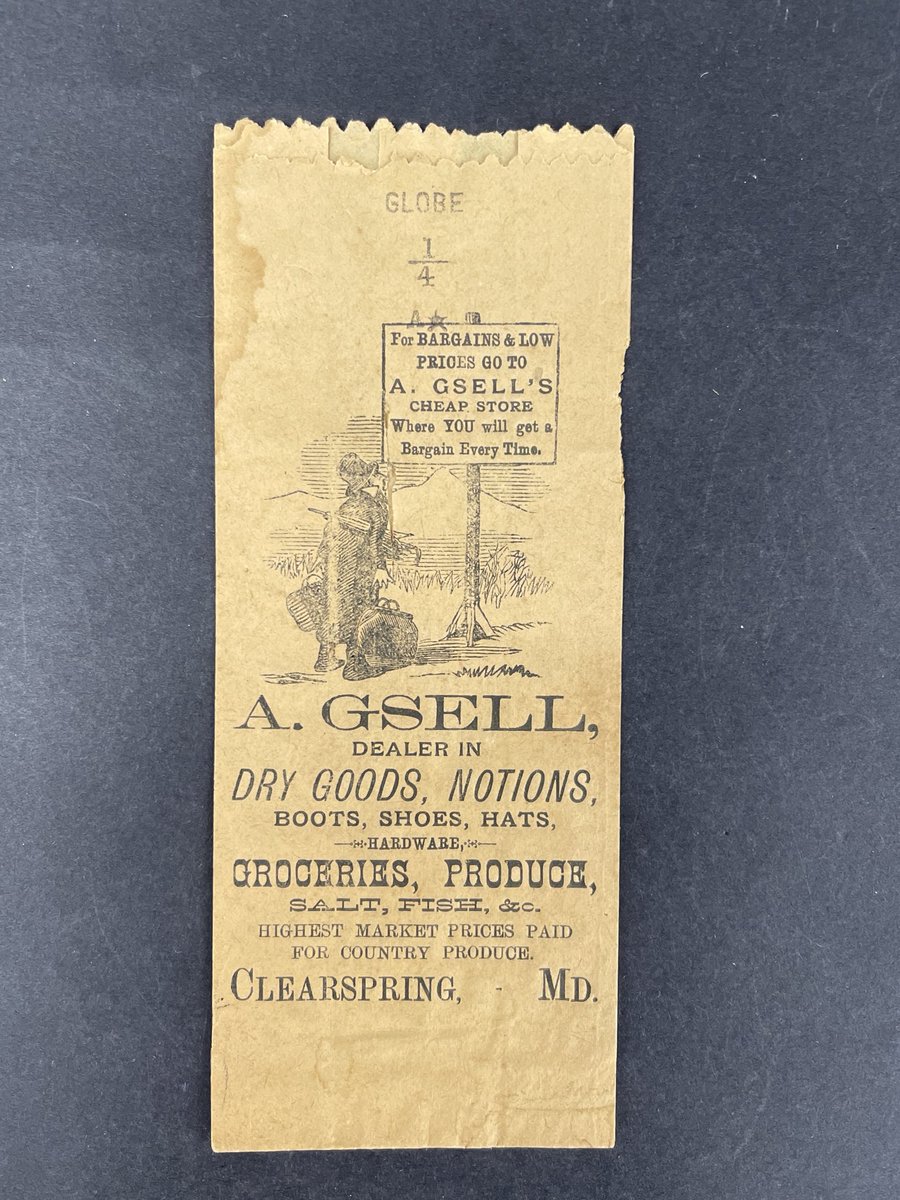 GLOBE
1/4
A★
For BARGAINS & LOW
PRICES GO TO
A. GSELL'S
CHEAP STORE
Where YOU will get a
Bargain Every Time.
A. GSELL,
DEALER IN
DRY GOODS, NOTIONS,
BOOTS, SHOES, HATS,
HARDWARE,
GROCERIES, PRODUCE,
SALT, FISH, &c.
HIGHEST MARKET PRICES PAID
FOR COUNTRY PRODUCE.
CLEARSPRING, - MD.